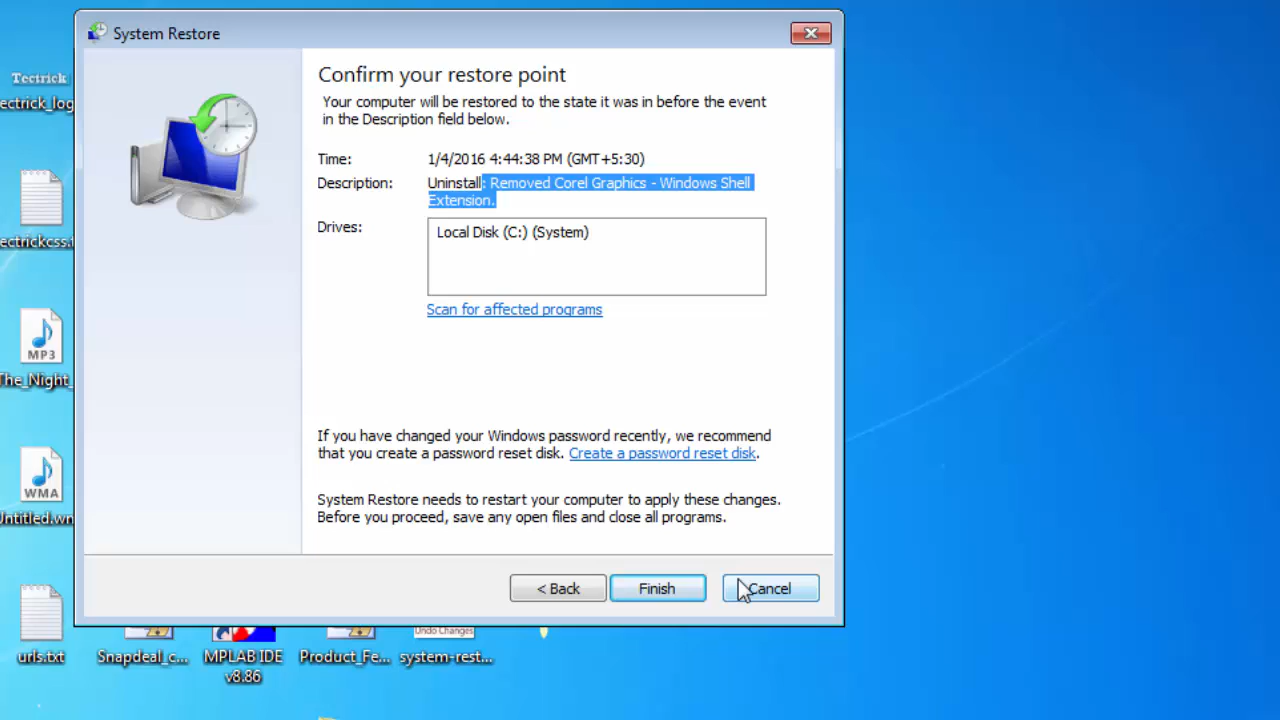 System Restore
Confirm your restore point
Your computer will be restored to the state it was in before the event
in the Description field below.
Time: 1/4/2016 4:44:38 PM (GMT+5:30)
Description: Uninstall: Removed Corel Graphics - Windows Shell
Extension.
Drives: Local Disk (C:) (System)
Scan for affected programs
If you have changed your Windows password recently, we recommend
that you create a password reset disk. Create a password reset disk.
System Restore needs to restart your computer to apply these changes.
Before you proceed, save any open files and close all programs.
< Back Finish Cancel
Tectrick
ectrick_log
ectrickcss.t
MP3
The_Night_
WMA
Untitled.wm
urls.txt
Snapdeal_c...
MPLAB IDE
v8.86
Product_Fe...
Undo Changes
system-rest...